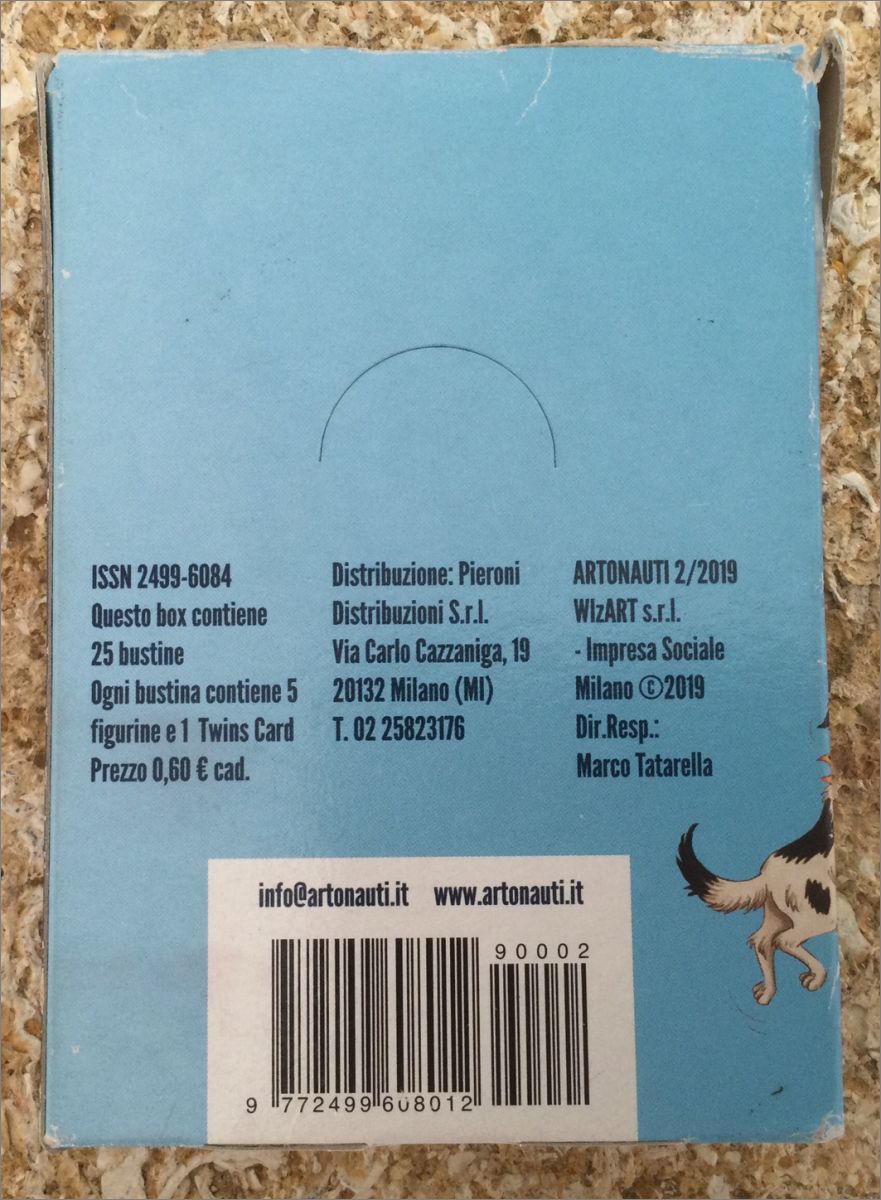 ISSN 2499-6084
Questo box contiene
25 bustine
Ogni bustina contiene 5
figurine e 1 Twins Card
Prezzo 0,60 € cad.
Distribuzione: Pieroni
Distribuzioni S.r.l.
Via Carlo Cazzaniga, 19
20132 Milano (MI)
T. 02 25823176
ARTONAUTI 2/2019
WIzART s.r.l.
- Impresa Sociale
Milano ©2019
Dir.Resp.:
Marco Tatarella
info@artonauti.it www.artonauti.it
90002
9 772499 608012